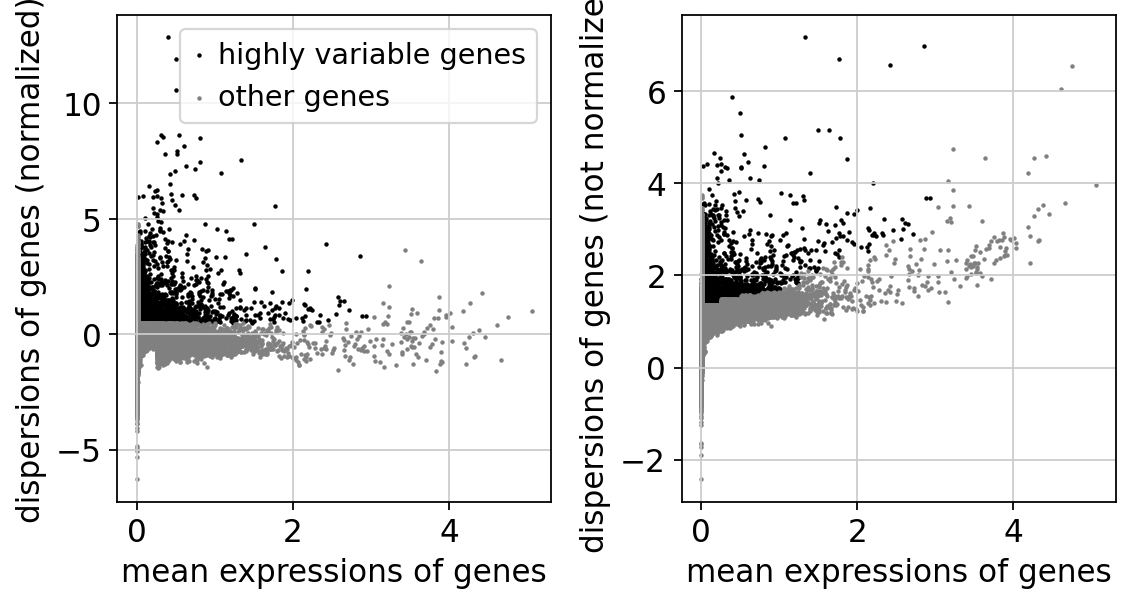 dispersions of genes (normalized)
10
5
0
−5
highly variable genes
other genes
0 2 4
mean expressions of genes
dispersions of genes (not normalize
6
4
2
0
−2
0 2 4
mean expressions of genes